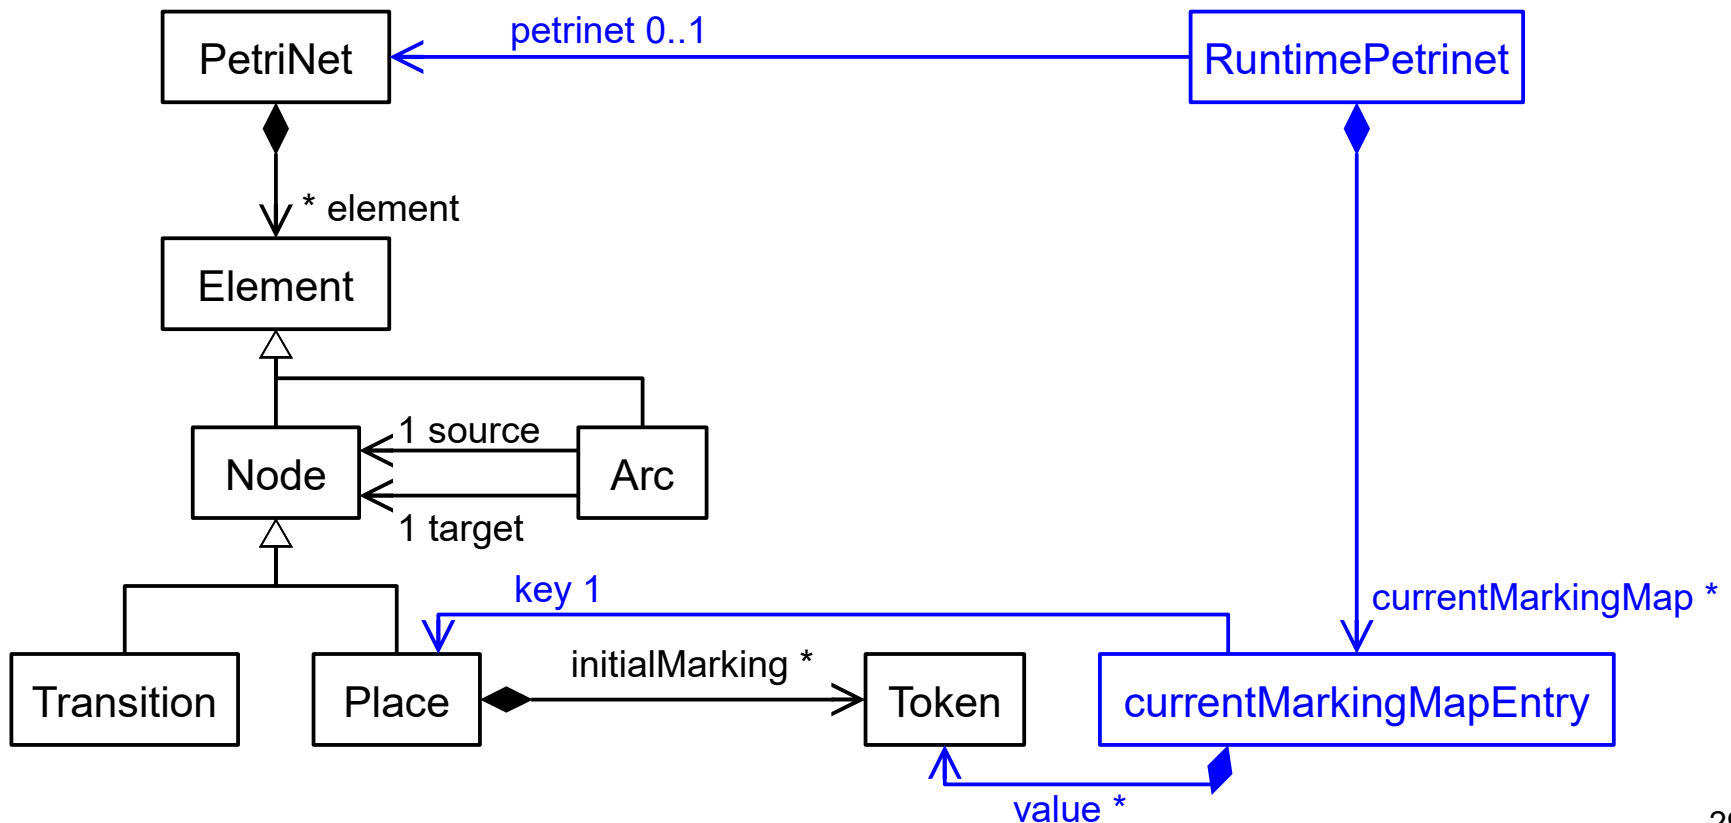 petrinet 0..1
PetriNet
RuntimePetrinet
* element
Element
1 source
Node
Arc
1 target
key 1
currentMarkingMap *
initialMarking *
Transition
Place
Token
currentMarkingMapEntry
value *